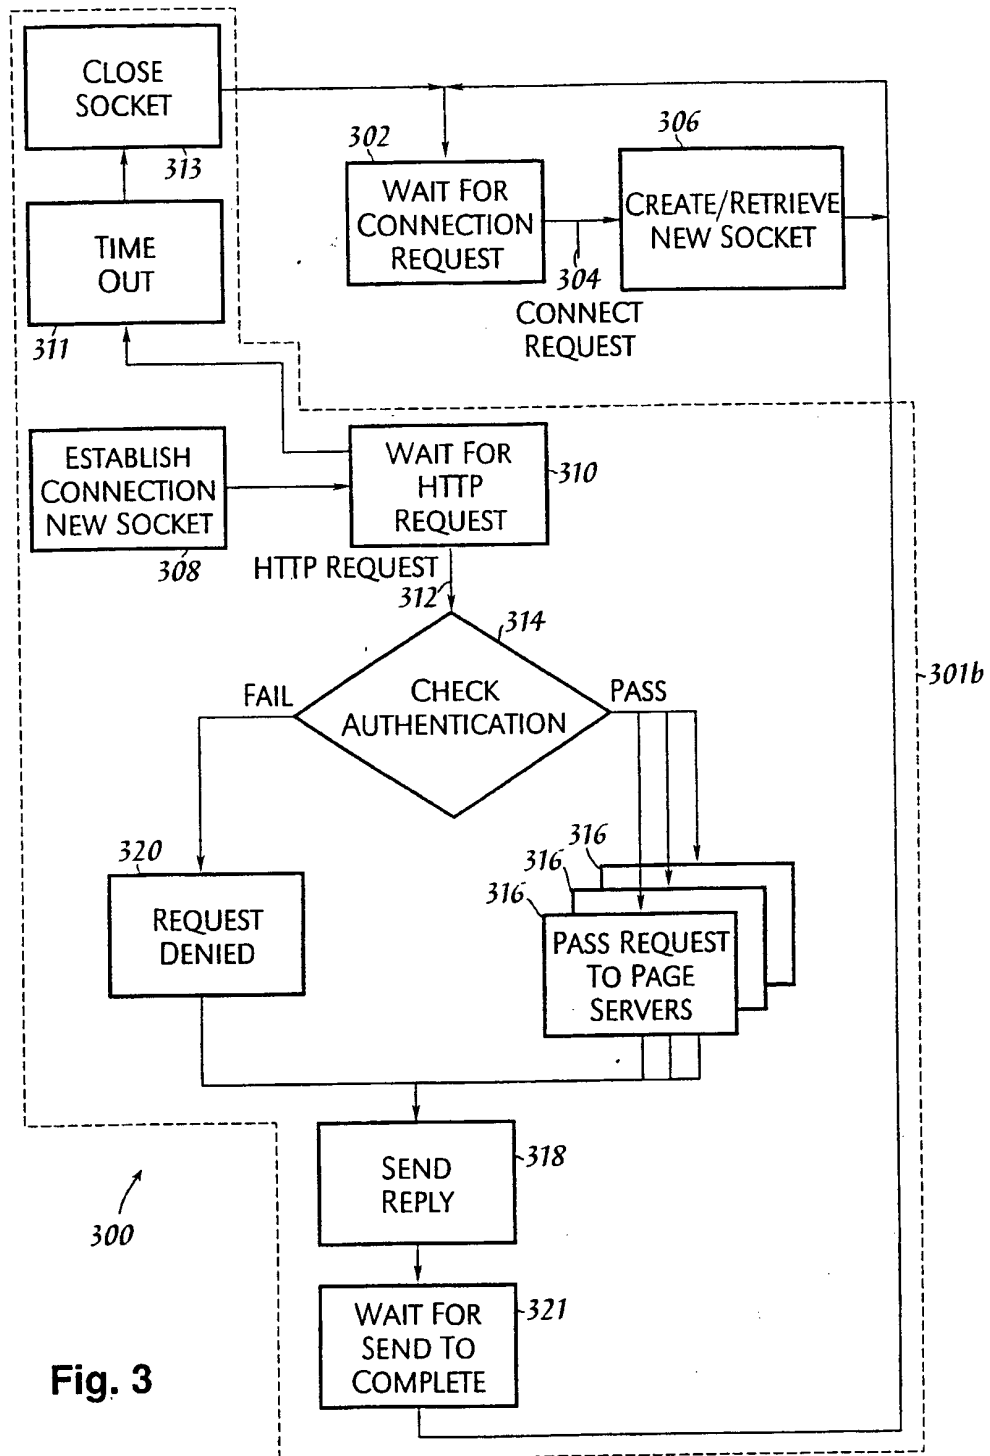 CLOSE
SOCKET
313
TIME
OUT
311
302
WAIT FOR
CONNECTION
REQUEST
304
CONNECT
REQUEST
306
CREATE/RETRIEVE
NEW SOCKET
ESTABLISH
CONNECTION
NEW SOCKET
308
WAIT FOR
HTTP
REQUEST
310
HTTP REQUEST
312
314
CHECK
AUTHENTICATION
FAIL
PASS
301b
320
REQUEST
DENIED
316
316
316
PASS REQUEST
TO PAGE
SERVERS
SEND
REPLY
318
300
WAIT FOR
SEND TO
COMPLETE
321
Fig. 3